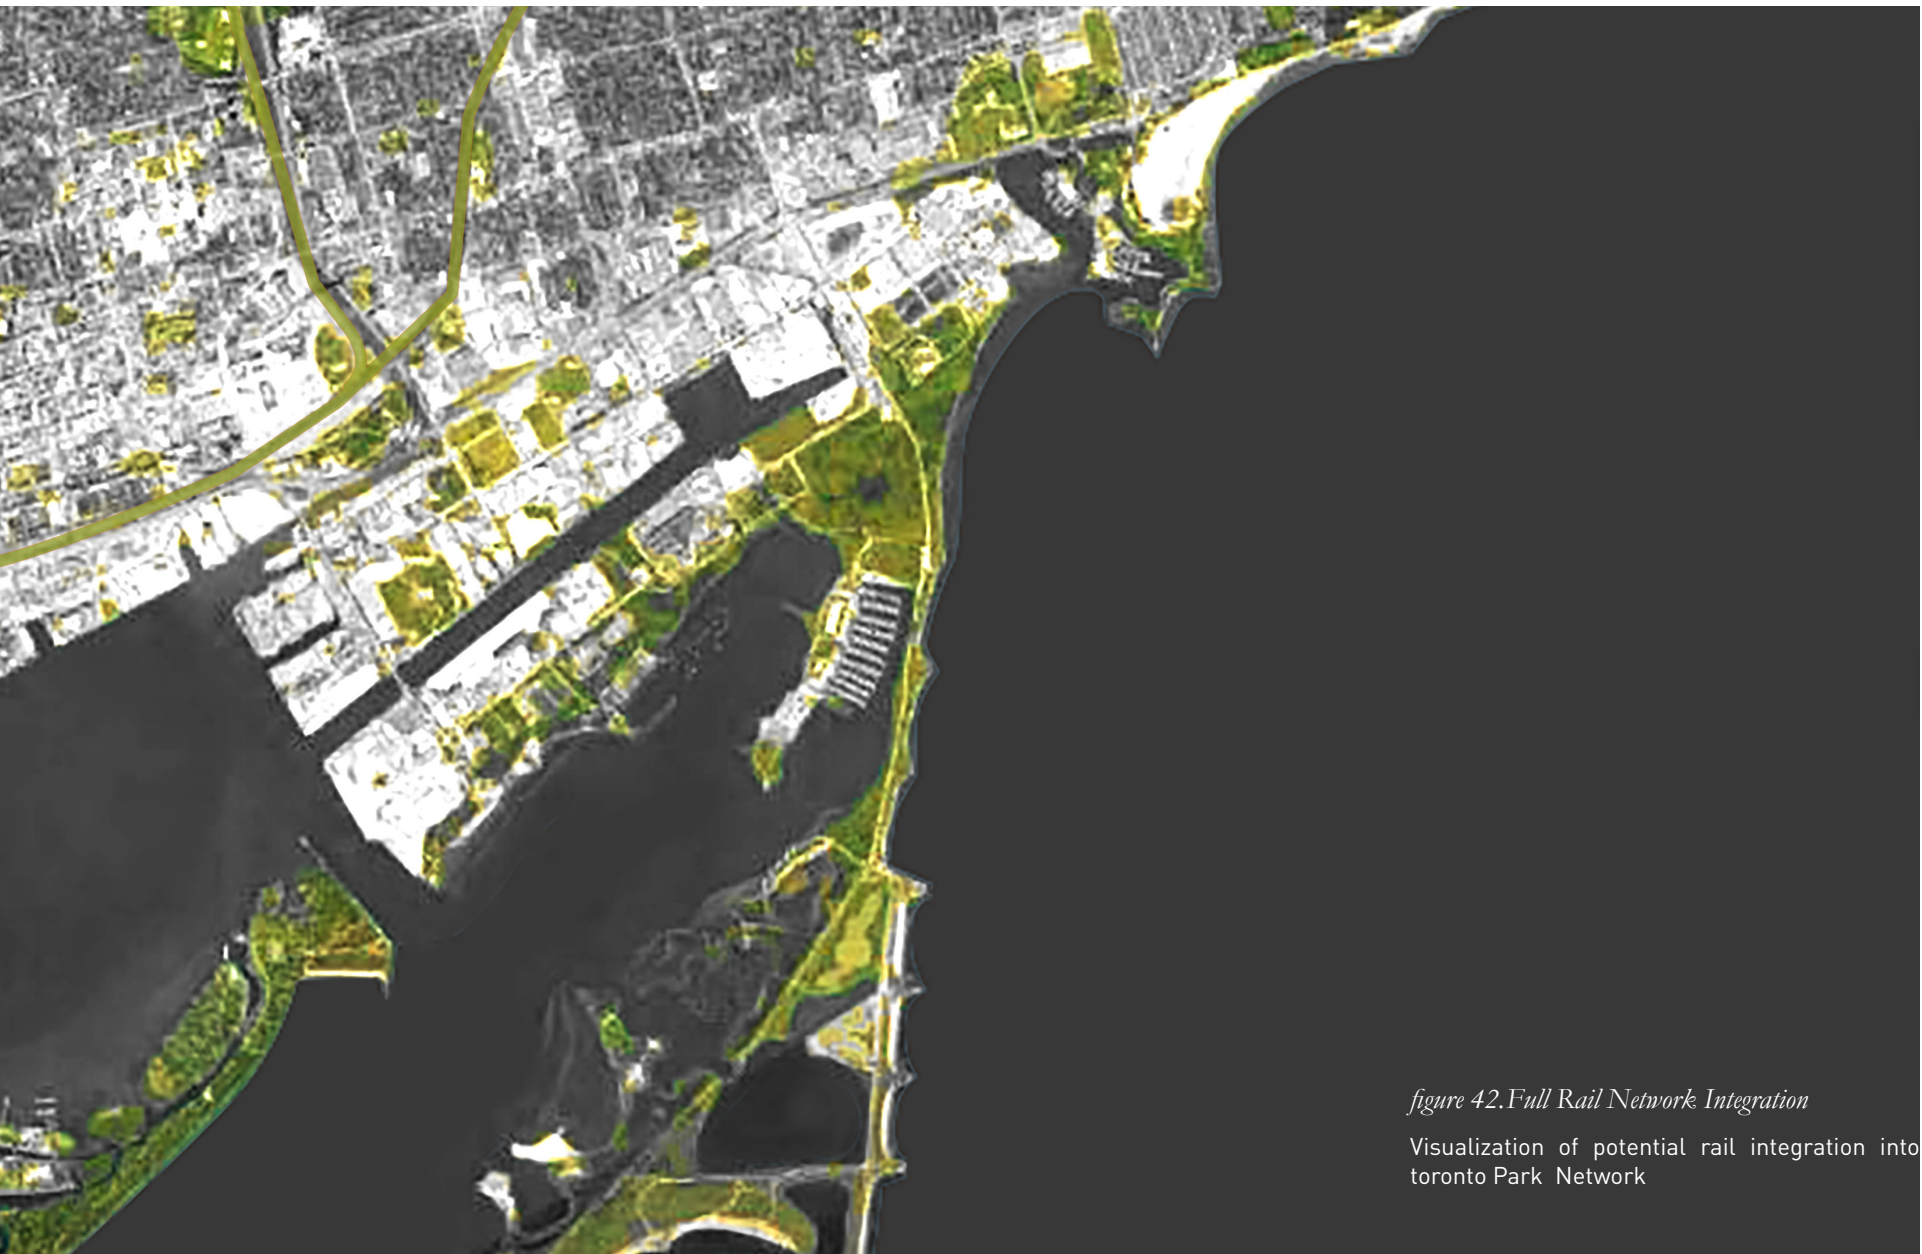 figure 42.Full Rail Network Integration
Visualization of potential rail integration into
toronto Park Network